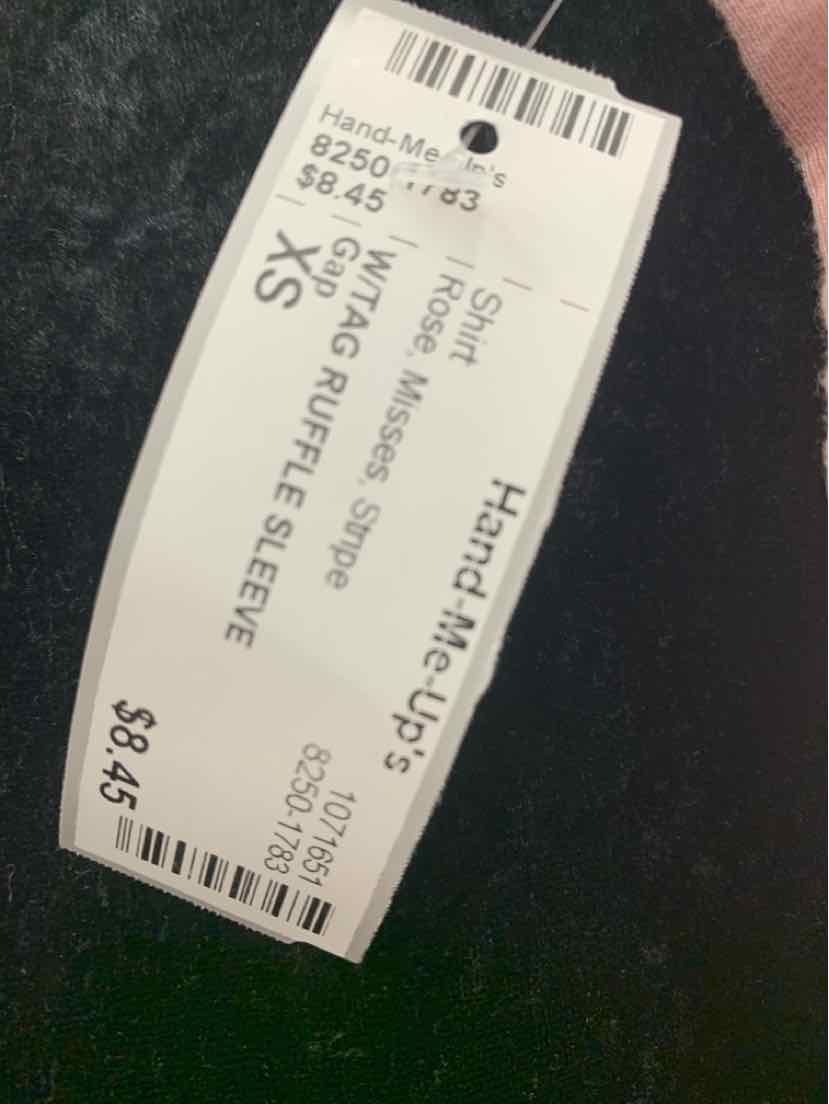 Hand-Me-Up's
8250-1783
$8.45
Hand-Me-Up's
Shirt
Rose, Misses, Stripe
W/TAG RUFFLE SLEEVE
Gap
XS
1071651
8250-1783
$8.45